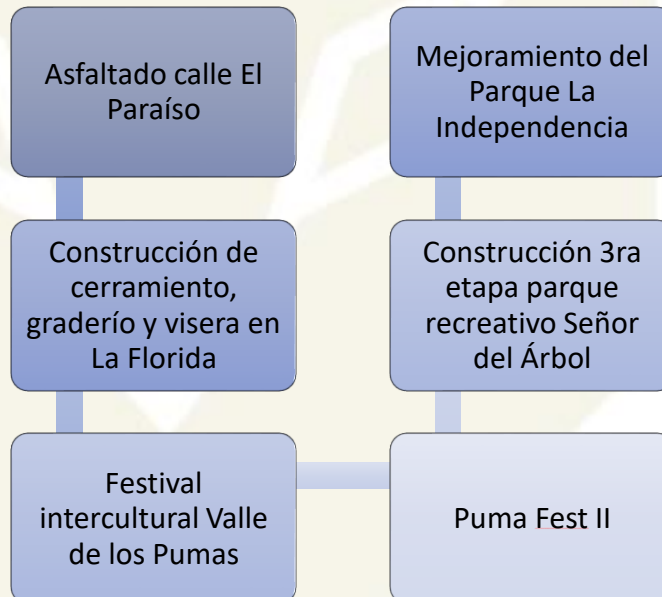 Asfaltado calle El
Paraíso
Construcción de
cerramiento,
graderío y visera en
La Florida
Festival
intercultural Valle
de los Pumas
Puma Fest II
Construcción 3ra
etapa parque
recreativo Señor
del Árbol
Mejoramiento del
Parque La
Independencia